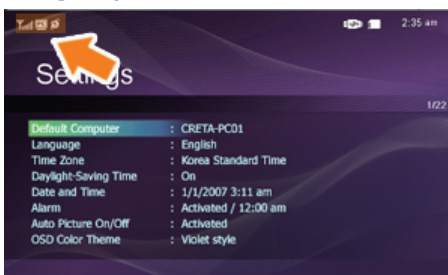 2:35 am
Settings
1/22
Default Computer : CRETA-PC01
Language : English
Time Zone : Korea Standard Time
Daylight-Saving Time : On
Date and Time : 1/1/2007 3:11 am
Alarm : Activated / 12:00 am
Auto Picture On/Off : Activated
OSD Color Theme : Violet style